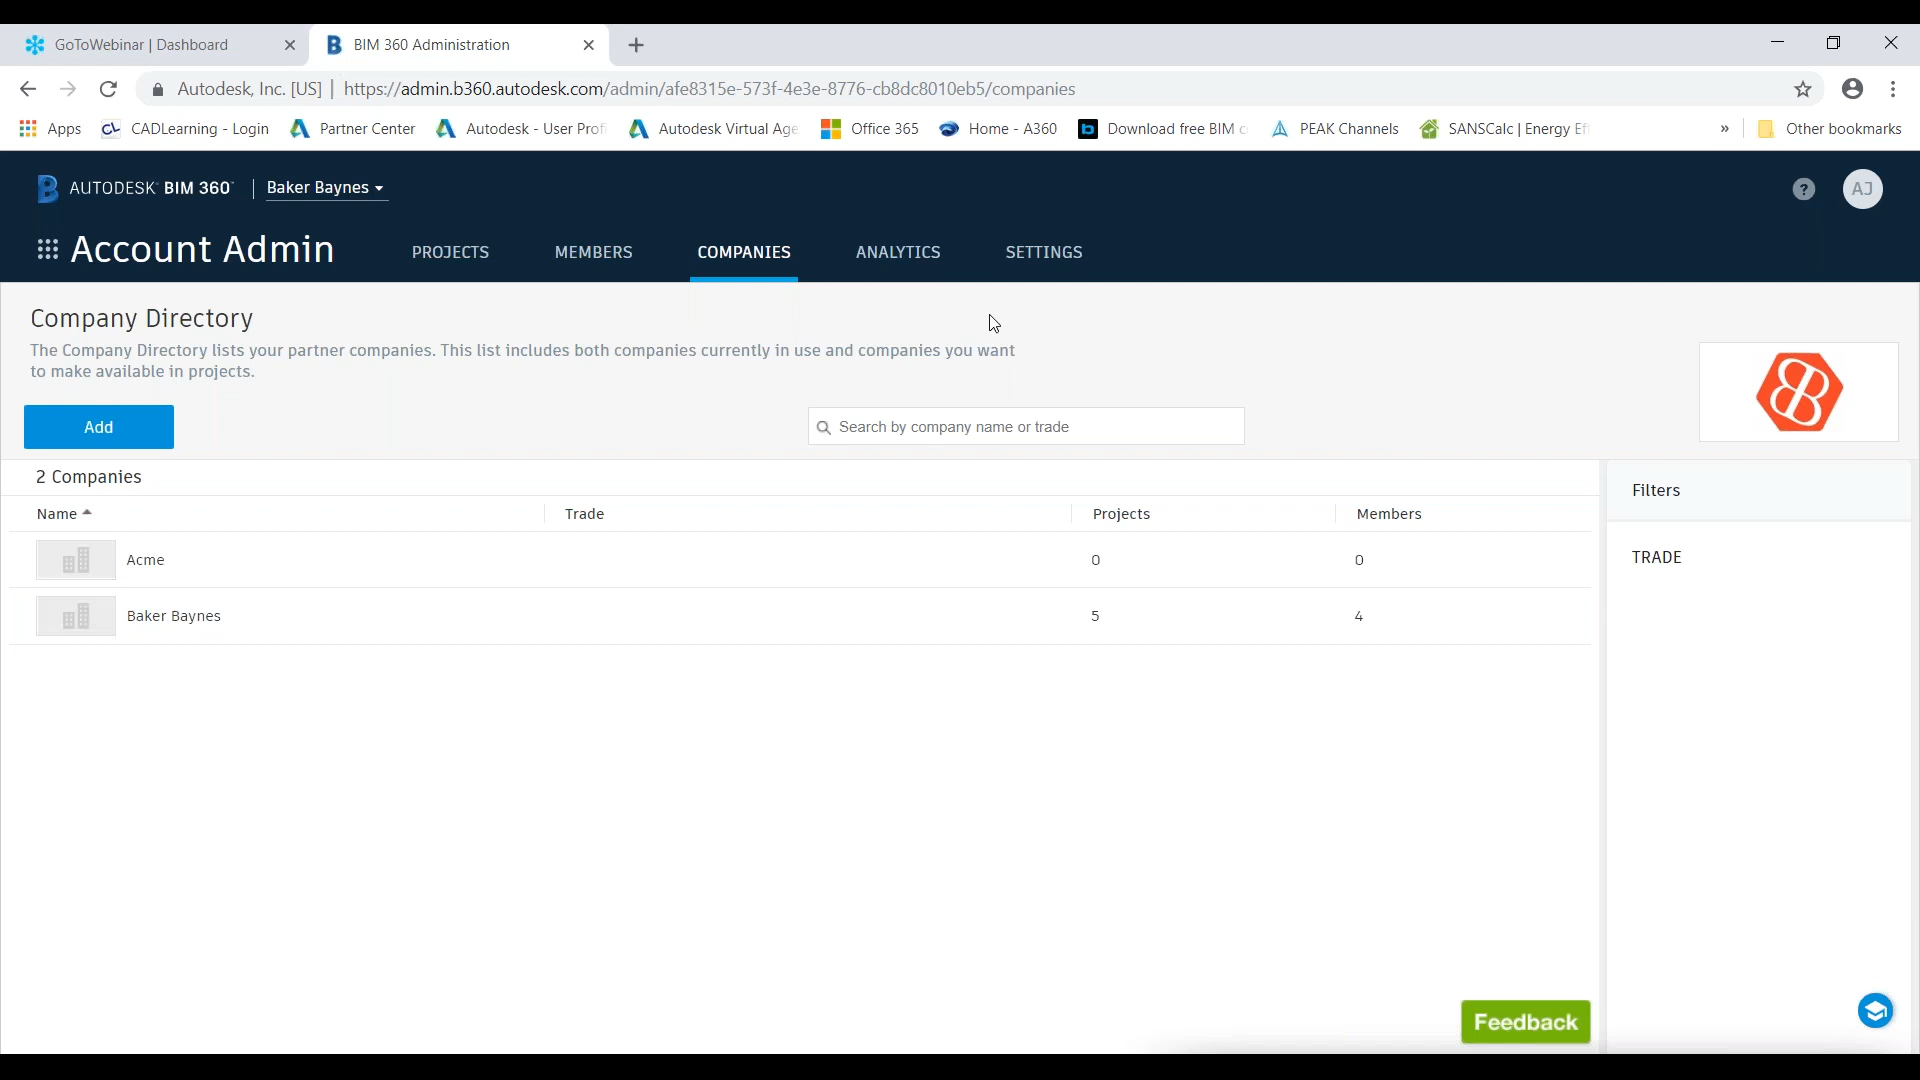 GoToWebinar | Dashboard
BIM 360 Administration
Autodesk, Inc. [US] | https://admin.b360.autodesk.com/admin/afe8315e-573f-4e3e-8776-cb8dc8010eb5/companies
Apps CADLearning - Login Partner Center Autodesk - User Prof Autodesk Virtual Age Office 365 Home - A360 Download free BIM c PEAK Channels SANSCalc | Energy Ef » Other bookmarks
AUTODESK BIM 360 Baker Baynes
? AJ
Account Admin PROJECTS MEMBERS COMPANIES ANALYTICS SETTINGS
Company Directory
The Company Directory lists your partner companies. This list includes both companies currently in use and companies you want
to make available in projects.
Add
Search by company name or trade
2 Companies
Filters
Name Trade Projects Members
TRADE
Acme 0 0
Baker Baynes 5 4
Feedback